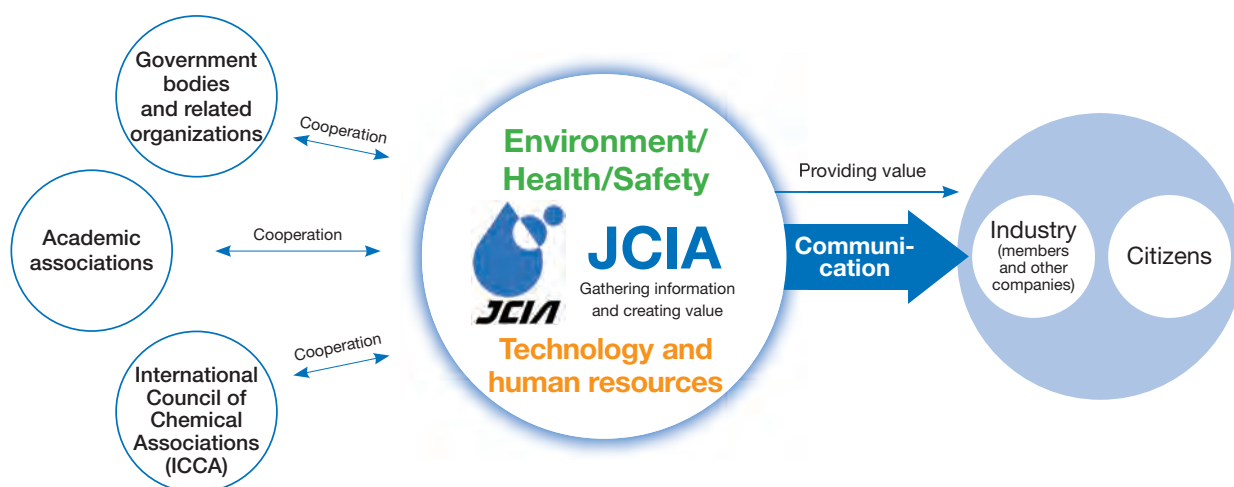 Government
bodies
and related
organizations
Cooperation
Academic
associations
Cooperation
International
Council of
Chemical
Associations
(ICCA)
Cooperation
Environment/
Health/Safety
JCIA
JCIA
Gathering information
and creating value
Technology and
human resources
Providing value
Communi-
cation
Industry
(members
and other
companies)
Citizens